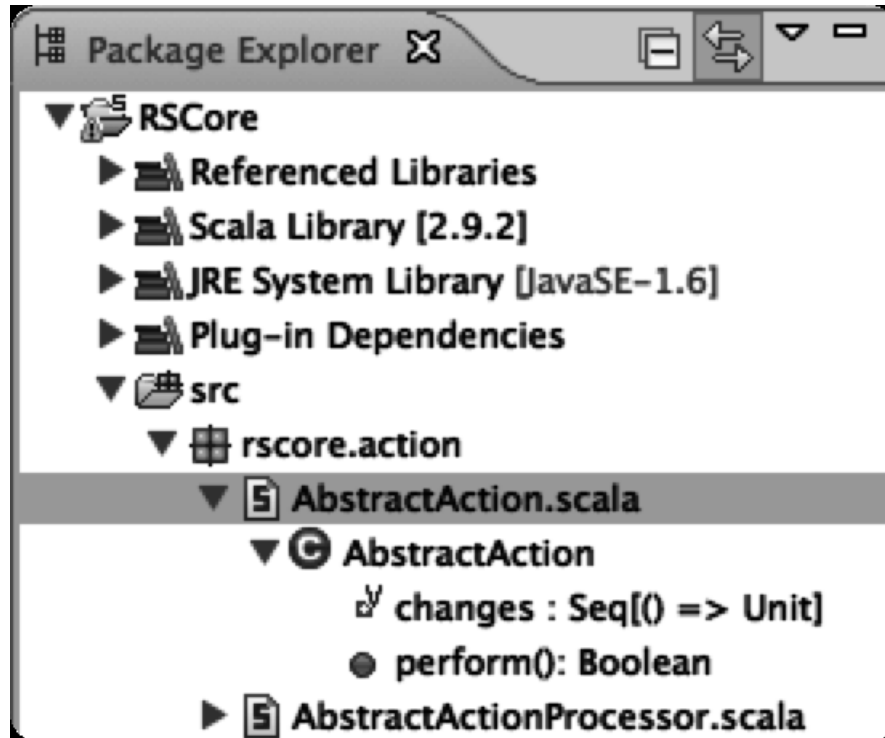 Package Explorer
RSCore
Referenced Libraries
Scala Library [2.9.2]
JRE System Library [JavaSE-1.6]
Plug-in Dependencies
src
rscore.action
AbstractAction.scala
AbstractAction
changes : Seq[() => Unit]
perform(): Boolean
AbstractActionProcessor.scala